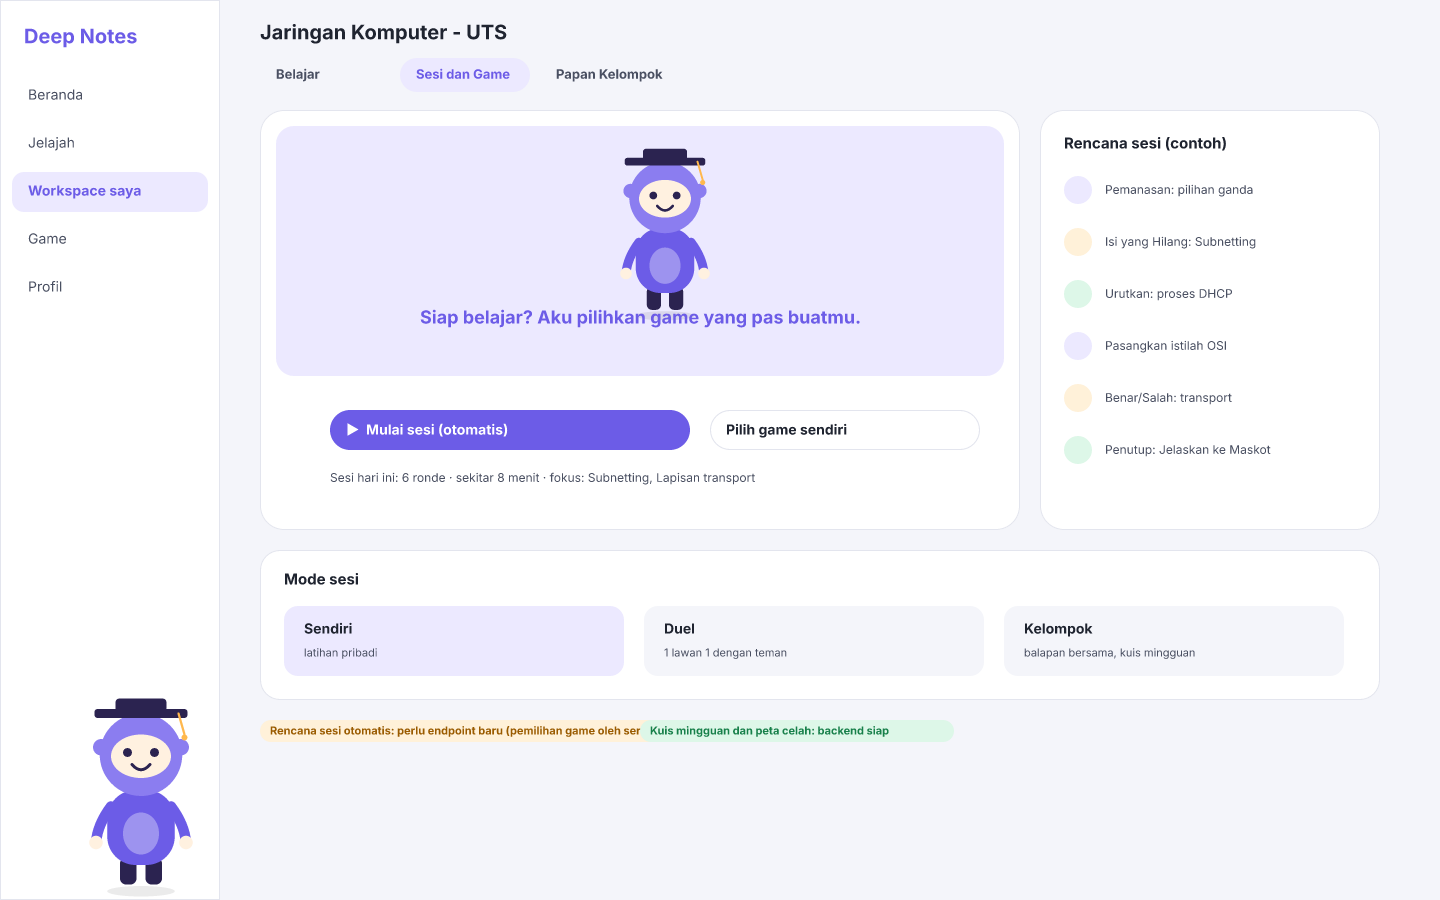 Deep Notes
Beranda
Jelajah
Workspace saya
Game
Profil
Jaringan Komputer - UTS
Belajar
Sesi dan Game
Papan Kelompok
Siap belajar? Aku pilihkan game yang pas buatmu.
Mulai sesi (otomatis)
Pilih game sendiri
Sesi hari ini: 6 ronde · sekitar 8 menit · fokus: Subnetting, Lapisan transport
Rencana sesi (contoh)
Pemanasan: pilihan ganda
Isi yang Hilang: Subnetting
Urutkan: proses DHCP
Pasangkan istilah OSI
Benar/Salah: transport
Penutup: Jelaskan ke Maskot
Mode sesi
Sendiri
latihan pribadi
Duel
1 lawan 1 dengan teman
Kelompok
balapan bersama, kuis mingguan
Rencana sesi otomatis: perlu endpoint baru (pemilihan game oleh ser
Kuis mingguan dan peta celah: backend siap